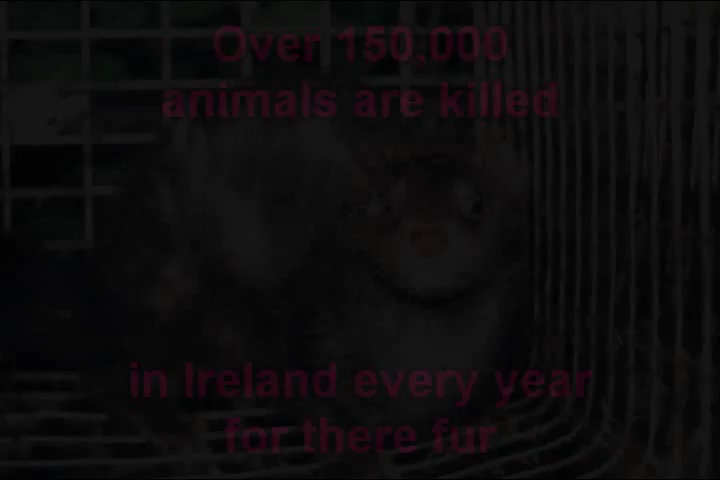 Over 150,000
animals are killed
in Ireland every year
for there fur